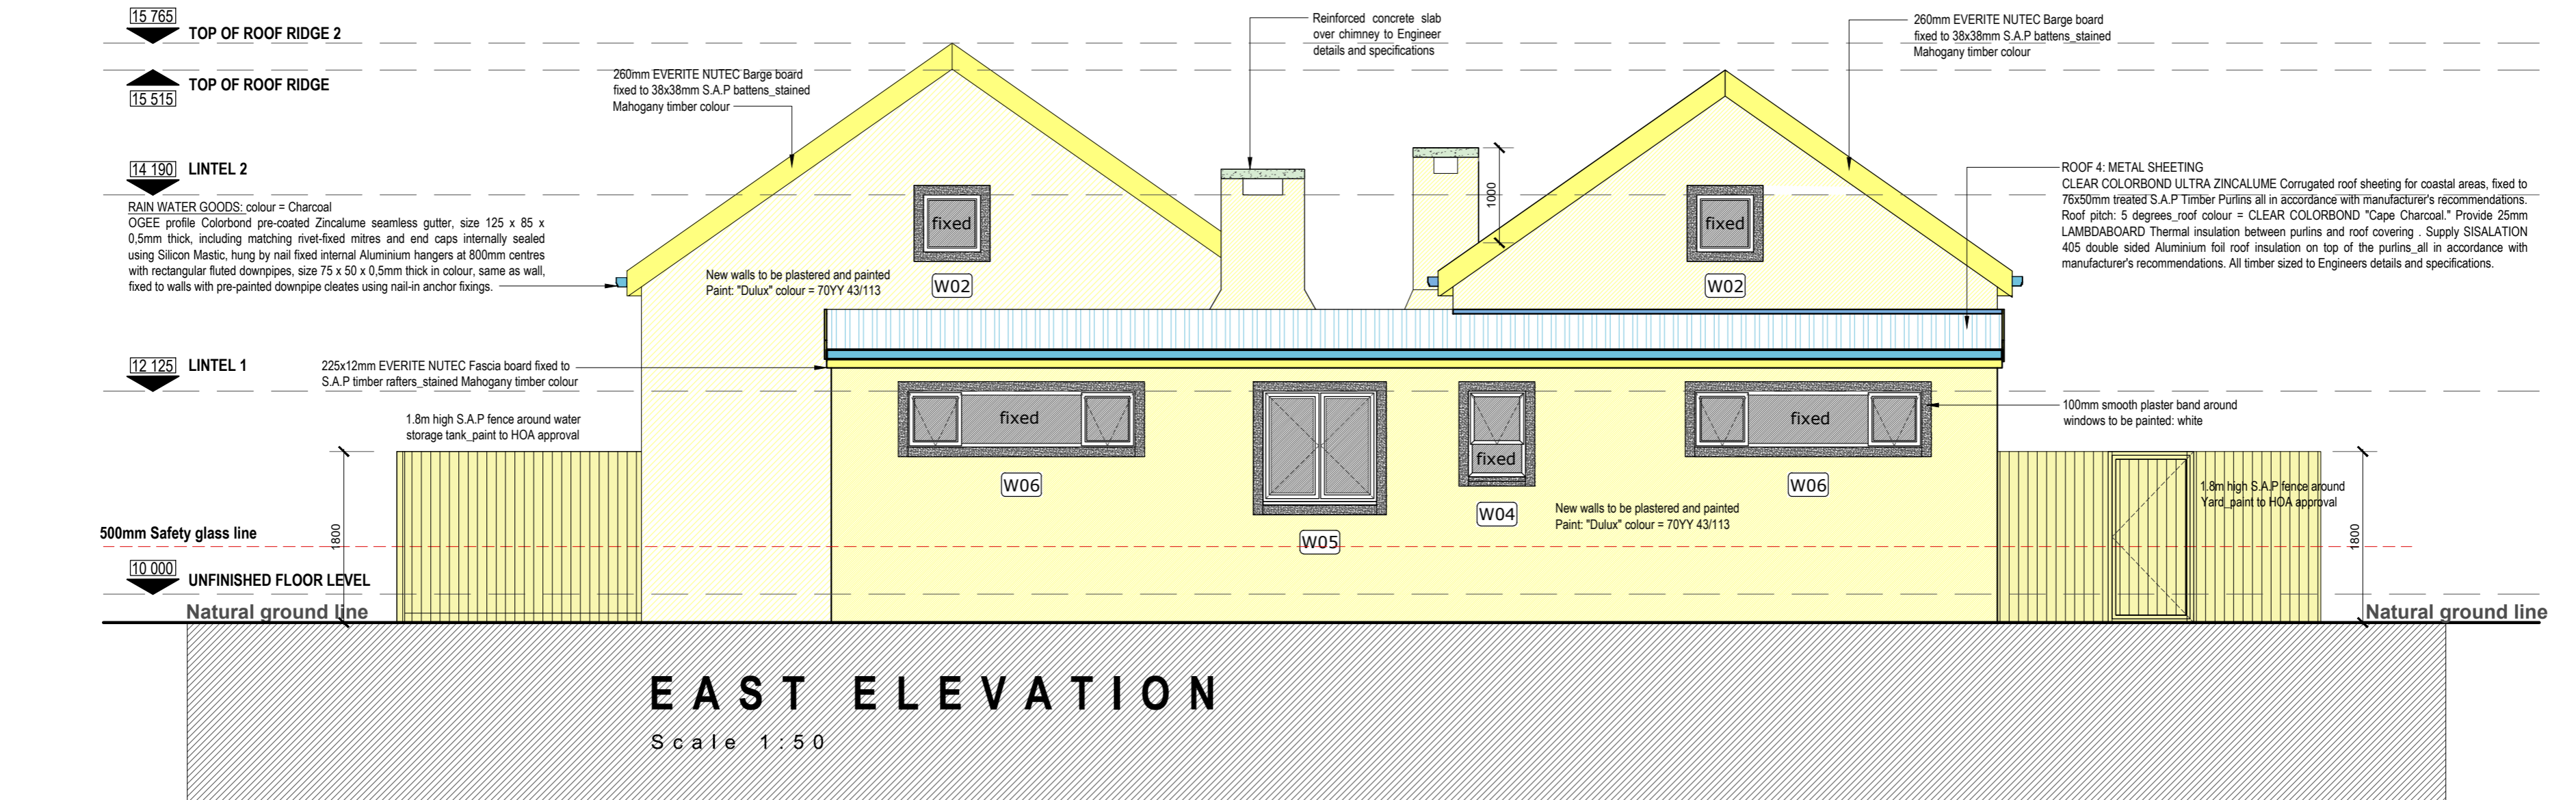 15 765
TOP OF ROOF RIDGE 2
TOP OF ROOF RIDGE
15 515
14 190
LINTEL 2
RAIN WATER GOODS: colour = Charcoal
OGEE profile Colorbond pre-coated Zincalume seamless gutter, size 125 x 85 x
0,5mm thick, including matching rivet-fixed mitres and end caps internally sealed
using Silicon Mastic, hung by nail fixed internal Aluminium hangers at 800mm centres
with rectangular fluted downpipes, size 75 x 50 x 0,5mm thick in colour, same as wall,
fixed to walls with pre-painted downpipe cleates using nail-in anchor fixings.
12 125
LINTEL 1
225x12mm EVERITE NUTEC Fascia board fixed to
S.A.P timber rafters_stained Mahogany timber colour
1.8m high S.A.P fence around water
storage tank_paint to HOA approval
1800
500mm Safety glass line
10 000
UNFINISHED FLOOR LEVEL
Natural ground line
260mm EVERITE NUTEC Barge board
fixed to 38x38mm S.A.P battens_stained
Mahogany timber colour
Reinforced concrete slab
over chimney to Engineer
details and specifications
260mm EVERITE NUTEC Barge board
fixed to 38x38mm S.A.P battens_stained
Mahogany timber colour
1000
fixed
W02
fixed
W02
New walls to be plastered and painted
Paint: "Dulux" colour = 70YY 43/113
ROOF 4: METAL SHEETING
CLEAR COLORBOND ULTRA ZINCALUME Corrugated roof sheeting for coastal areas, fixed to
76x50mm treated S.A.P Timber Purlins all in accordance with manufacturer's recommendations.
Roof pitch: 5 degrees_roof colour = CLEAR COLORBOND "Cape Charcoal." Provide 25mm
LAMBDABOARD Thermal insulation between purlins and roof covering . Supply SISALATION
405 double sided Aluminium foil roof insulation on top of the purlins_all in accordance with
manufacturer's recommendations. All timber sized to Engineers details and specifications.
fixed
W06
W05
fixed
W04
fixed
W06
New walls to be plastered and painted
Paint: "Dulux" colour = 70YY 43/113
100mm smooth plaster band around
windows to be painted: white
1.8m high S.A.P fence around
Yard_paint to HOA approval
1800
Natural ground line
EAST ELEVATION
Scale 1:50